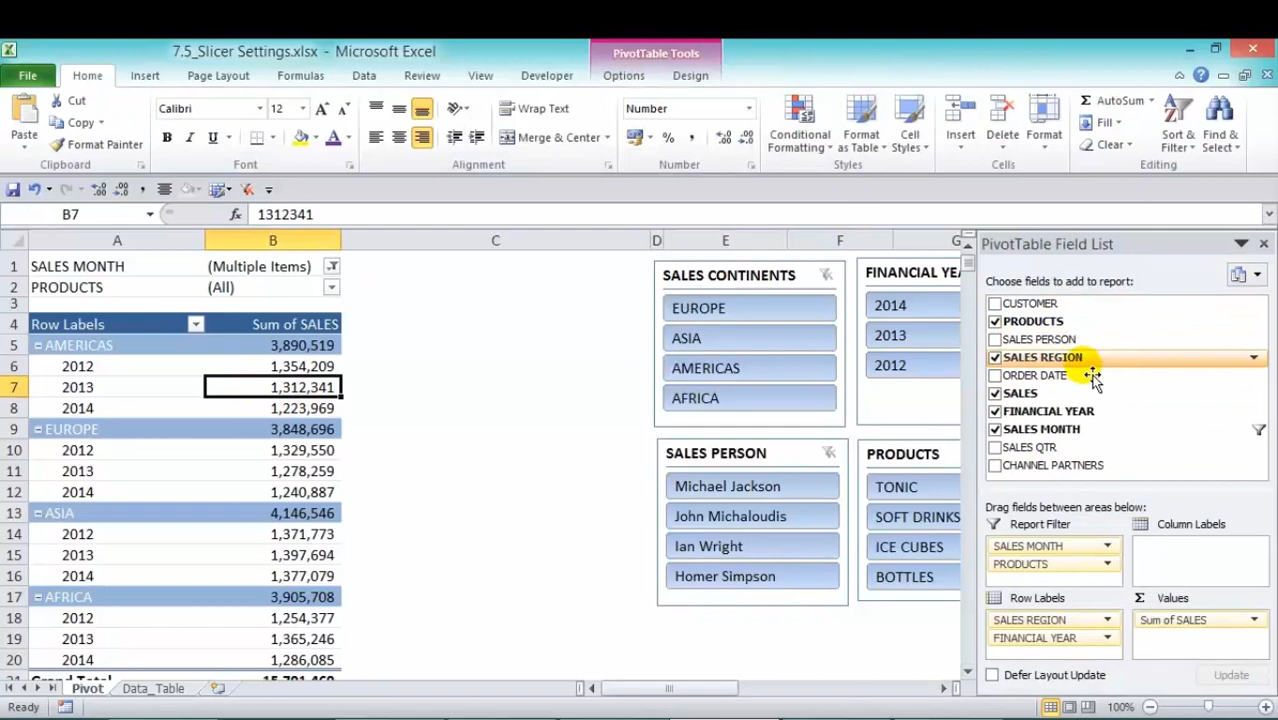 7.5_Slicer Settings.xlsx - Microsoft Excel
PivotTable Tools
File Home Insert Page Layout Formulas Data Review View Developer Options Design
Paste
Cut
Copy
Format Painter
Clipboard
Calibri 12
B I U
Font
Wrap Text
Merge & Center
Alignment
Number
Number
Conditional Formatting
Format as Table
Cell Styles
Styles
Insert
Delete
Format
Cells
AutoSum
Fill
Clear
Sort & Filter
Find & Select
Editing
B7 fx 1312341
A B C D E F G
1 SALES MONTH (Multiple Items)
2 PRODUCTS (All)
3
4 Row Labels Sum of SALES
5 AMERICAS 3,890,519
6 2012 1,354,209
7 2013 1,312,341
8 2014 1,223,969
9 EUROPE 3,848,696
10 2012 1,329,550
11 2013 1,278,259
12 2014 1,240,887
13 ASIA 4,146,546
14 2012 1,371,773
15 2013 1,397,694
16 2014 1,377,079
17 AFRICA 3,905,708
18 2012 1,254,377
19 2013 1,365,246
20 2014 1,286,085
Grand Total
SALES CONTINENTS
EUROPE
ASIA
AMERICAS
AFRICA
FINANCIAL YEA
2014
2013
2012
SALES PERSON
Michael Jackson
John Michaloudis
Ian Wright
Homer Simpson
PRODUCTS
TONIC
SOFT DRINKS
ICE CUBES
BOTTLES
PivotTable Field List
Choose fields to add to report:
CUSTOMER
PRODUCTS
SALES PERSON
SALES REGION
ORDER DATE
SALES
FINANCIAL YEAR
SALES MONTH
SALES QTR
CHANNEL PARTNERS
Drag fields between areas below:
Report Filter
SALES MONTH
PRODUCTS
Column Labels
Row Labels
SALES REGION
FINANCIAL YEAR
Σ Values
Sum of SALES
Defer Layout Update
Update
Pivot Data_Table
Ready
100%